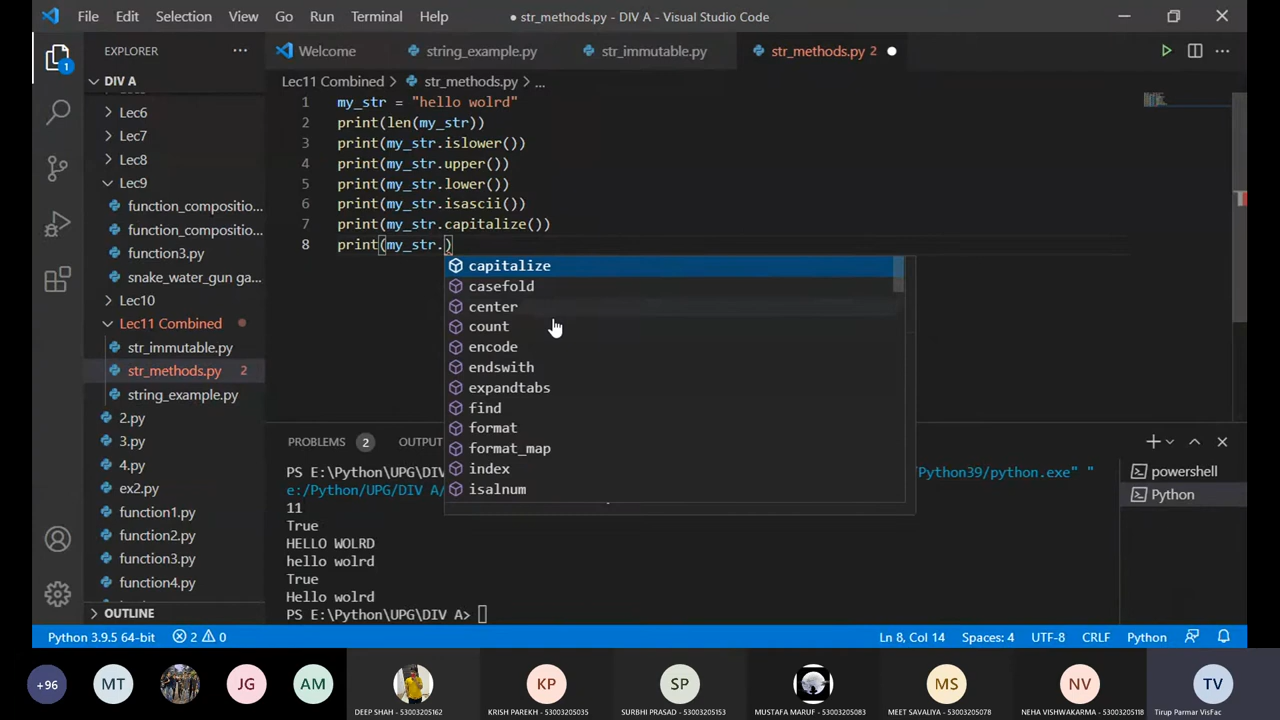 File Edit Selection View Go Run Terminal Help ● str_methods.py - DIV A - Visual Studio Code
EXPLORER ···
Welcome string_example.py str_immutable.py str_methods.py 2 ●
DIV A
Lec11 Combined > str_methods.py > ...
Lec6
Lec7
Lec8
Lec9
function_compositio...
function_compositio...
function3.py
snake_water_gun ga...
Lec10
Lec11 Combined
str_immutable.py
str_methods.py 2
string_example.py
2.py
3.py
4.py
ex2.py
function1.py
function2.py
function3.py
function4.py
OUTLINE
1 my_str = "hello wolrd"
2 print(len(my_str))
3 print(my_str.islower())
4 print(my_str.upper())
5 print(my_str.lower())
6 print(my_str.isascii())
7 print(my_str.capitalize())
8 print(my_str.)
capitalize
casefold
center
count
encode
endswith
expandtabs
find
format
format_map
index
isalnum
PROBLEMS 2 OUTPUT
PS E:\Python\UPG\DIV Python39/python.exe" "
e:/Python/UPG/DIV A/
11
True
HELLO WOLRD
hello wolrd
True
Hello wolrd
PS E:\Python\UPG\DIV A>
powershell
Python
1
Python 3.9.5 64-bit 2 0 Ln 8, Col 14 Spaces: 4 UTF-8 CRLF Python
+96 MT JG AM KP SP MS NV TV
DEEP SHAH - 53003205162 KRISH PAREKH - 53003205035 SURBHI PRASAD - 53003205153 MUSTAFA MARUF - 53003205083 MEET SAVALIYA - 53003205078 NEHA VISHWAKARMA - 53003205118 Tirup Parmar VisFac